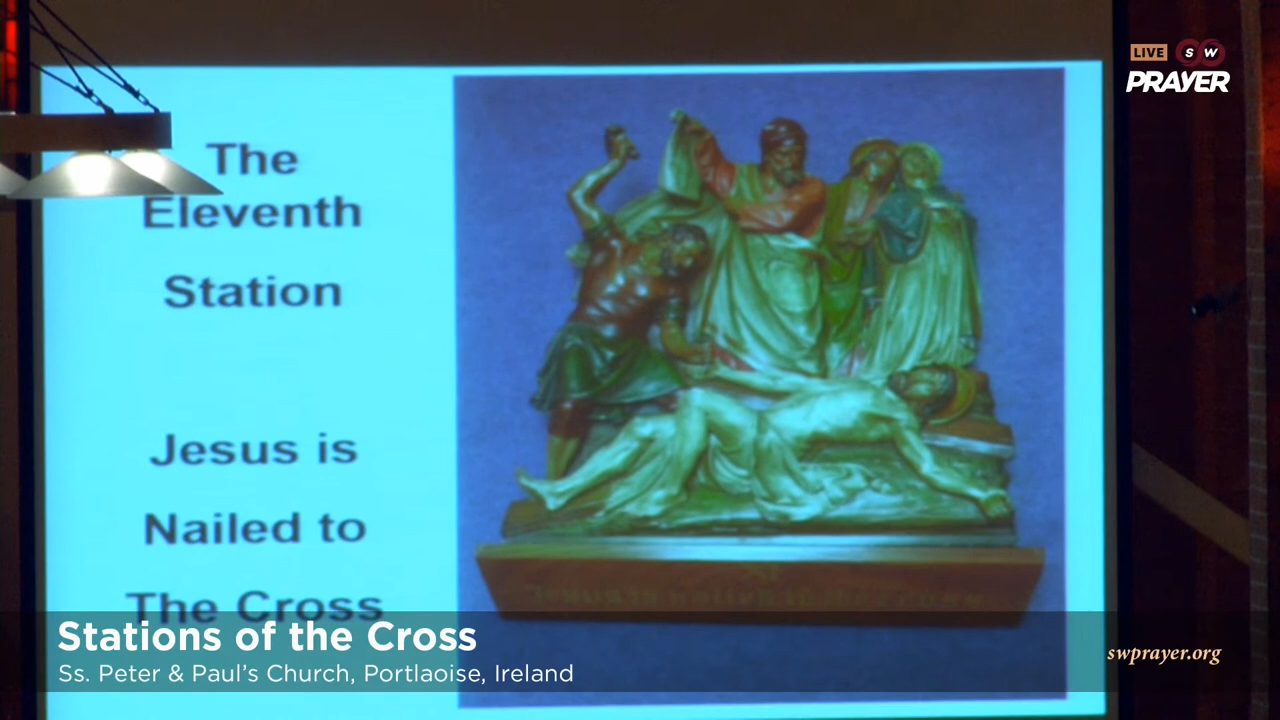 LIVE SW
PRAYER
The
Eleventh
Station
Jesus is
Nailed to
The Cross
Stations of the Cross
Ss. Peter & Paul's Church, Portlaoise, Ireland
swprayer.org